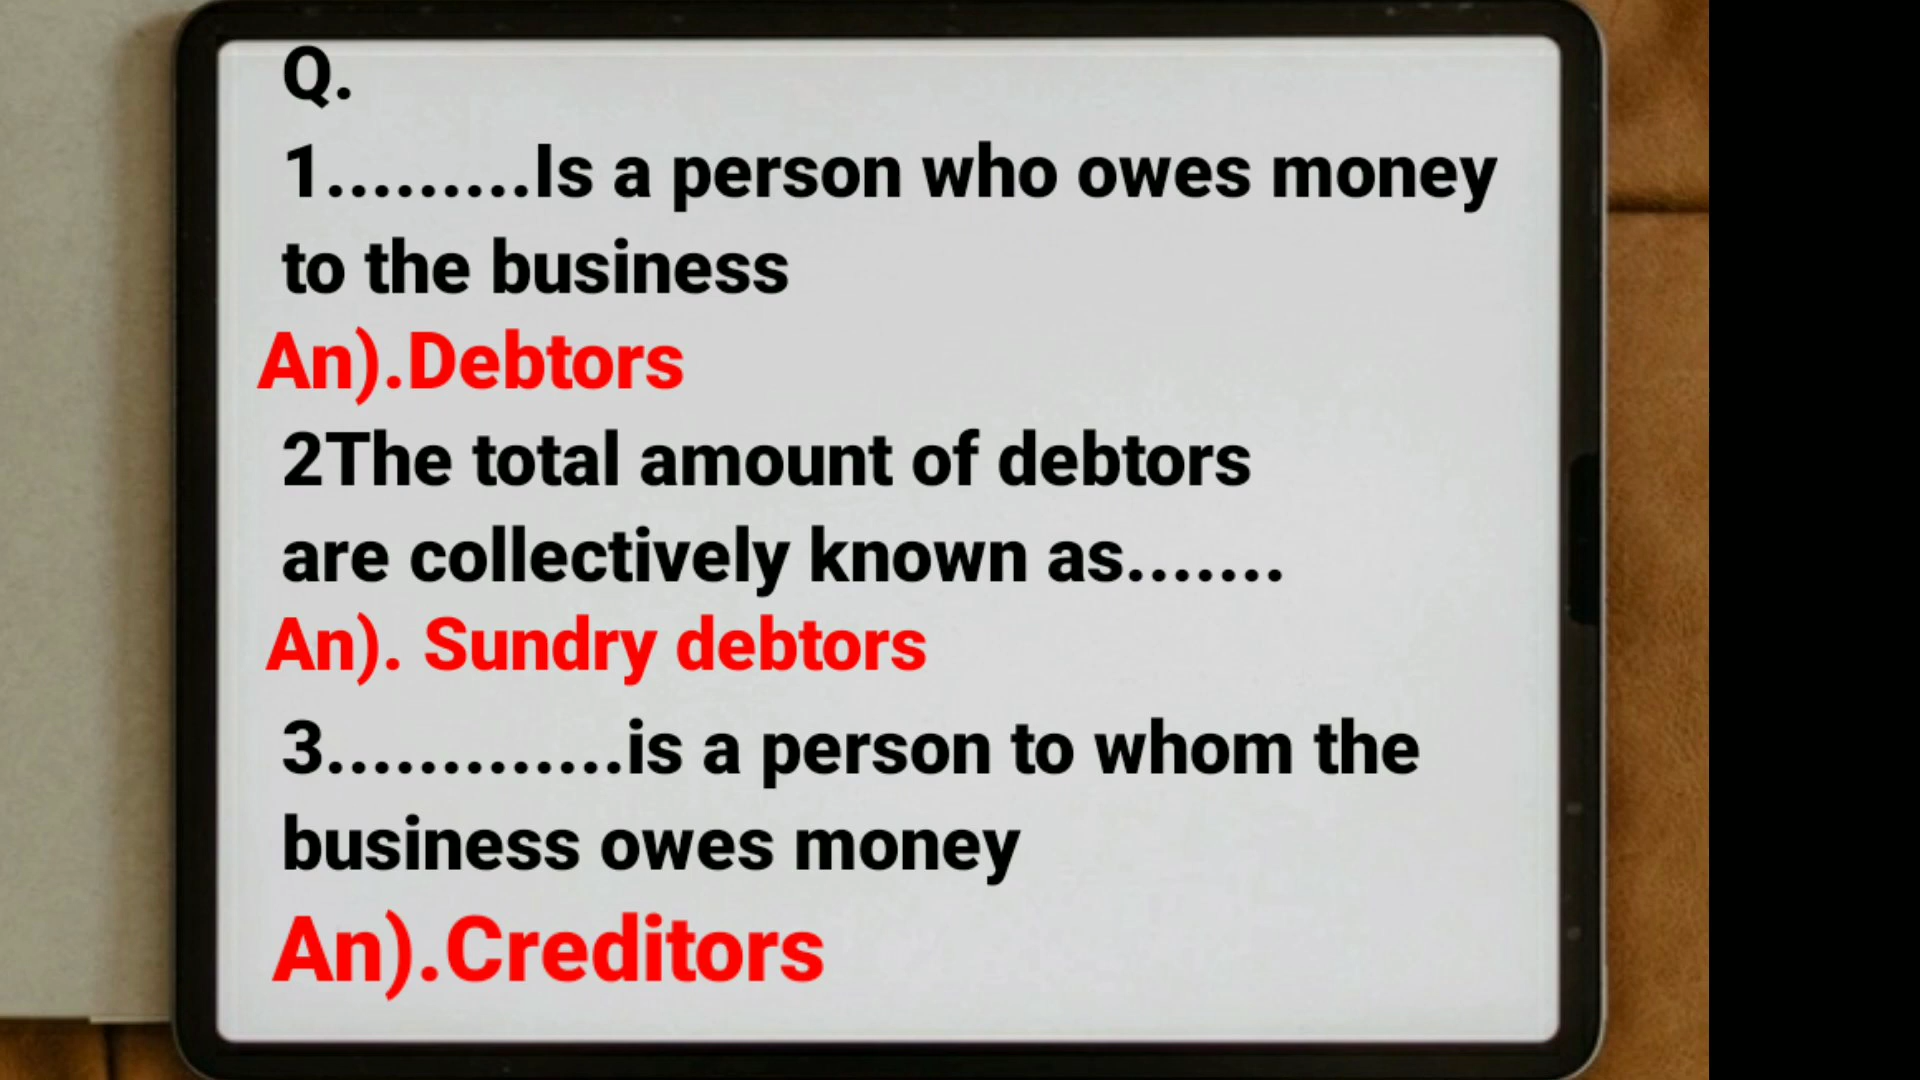 Q.
1.........Is a person who owes money
to the business
An).Debtors
2The total amount of debtors
are collectively known as.......
An). Sundry debtors
3.............is a person to whom the
business owes money
An).Creditors